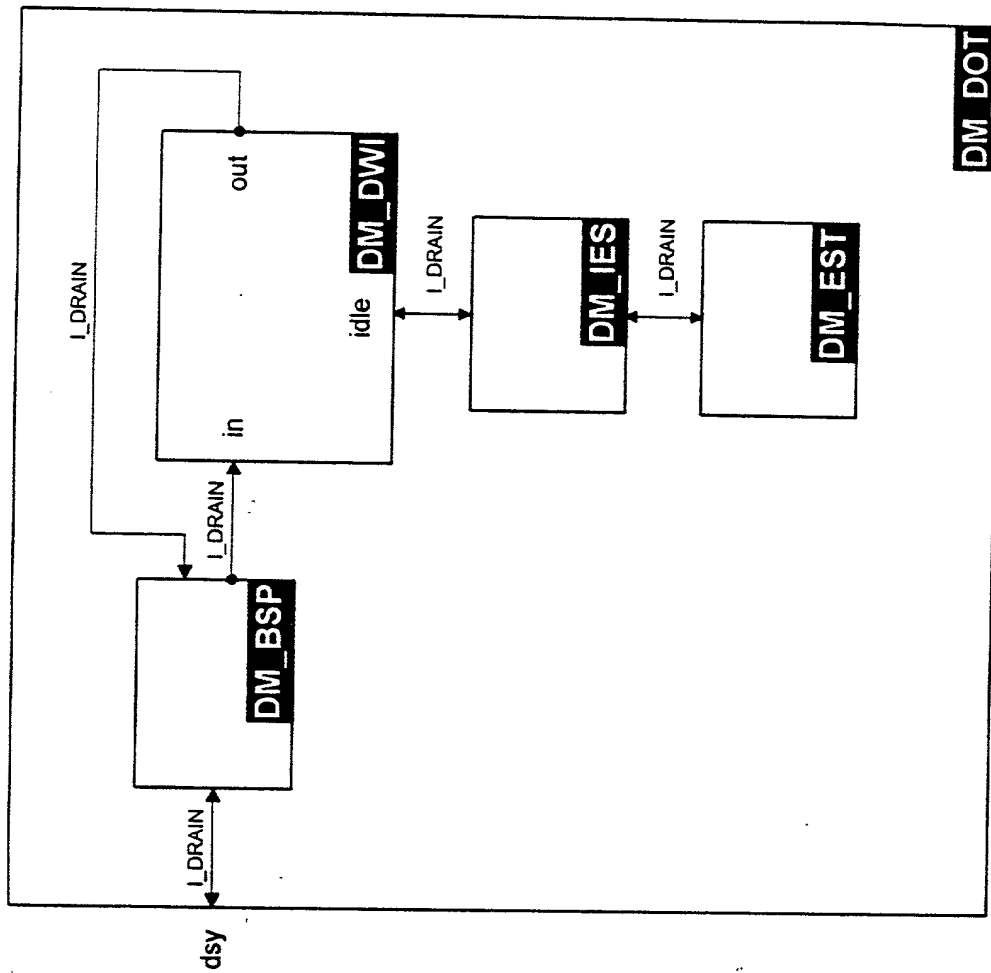 I_DRAIN
dsy
I_DRAIN
DM_BSP
I_DRAIN
in
out
idle
DM_DWI
I_DRAIN
DM_IES
I_DRAIN
DM_EST
DM_DOT